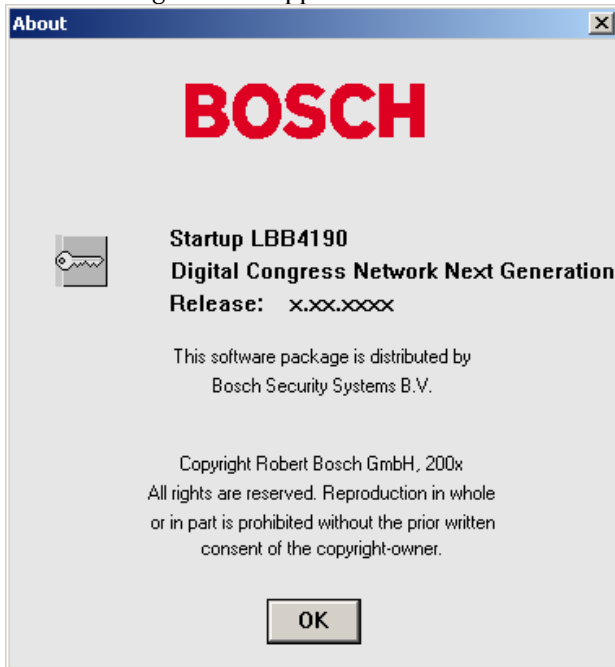 About
BOSCH
Startup LBB4190
Digital Congress Network Next Generation
Release: x.xx.xxxx
This software package is distributed by
Bosch Security Systems B.V.
Copyright Robert Bosch GmbH, 200x
All rights are reserved. Reproduction in whole
or in part is prohibited without the prior written
consent of the copyright-owner.
OK